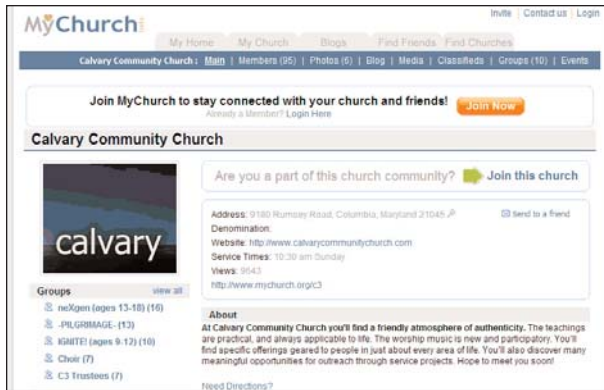 Invite | Contact us | Login
MyChurch
My Home My Church Blogs Find Friends Find Churches
Calvary Community Church : Main | Members (95) | Photos (6) | Blog | Media | Classifieds | Groups (10) | Events
Join MyChurch to stay connected with your church and friends! Join Now
Already a Member? Login Here
Calvary Community Church
Are you a part of this church community? Join this church
calvary
Address: 9180 Rumsey Road, Columbia, Maryland 21045 Send to a friend
Denomination:
Website: http://www.calvarycommunitychurch.com
Service Times: 10:30 am Sunday
Views: 9643
http://www.mychurch.org/c3
Groups view all
neXgen (ages 13-18) (16)
-PILGRIMAGE- (13)
IGNITE! (ages 9-12) (10)
Choir (7)
C3 Trustees (7)
About
At Calvary Community Church you'll find a friendly atmosphere of authenticity. The teachings
are practical, and always applicable to life. The worship music is new and participatory. You'll
find specific offerings geared to people in just about every area of life. You'll also discover many
meaningful opportunities for outreach through service projects. Hope to meet you soon!
Need Directions?